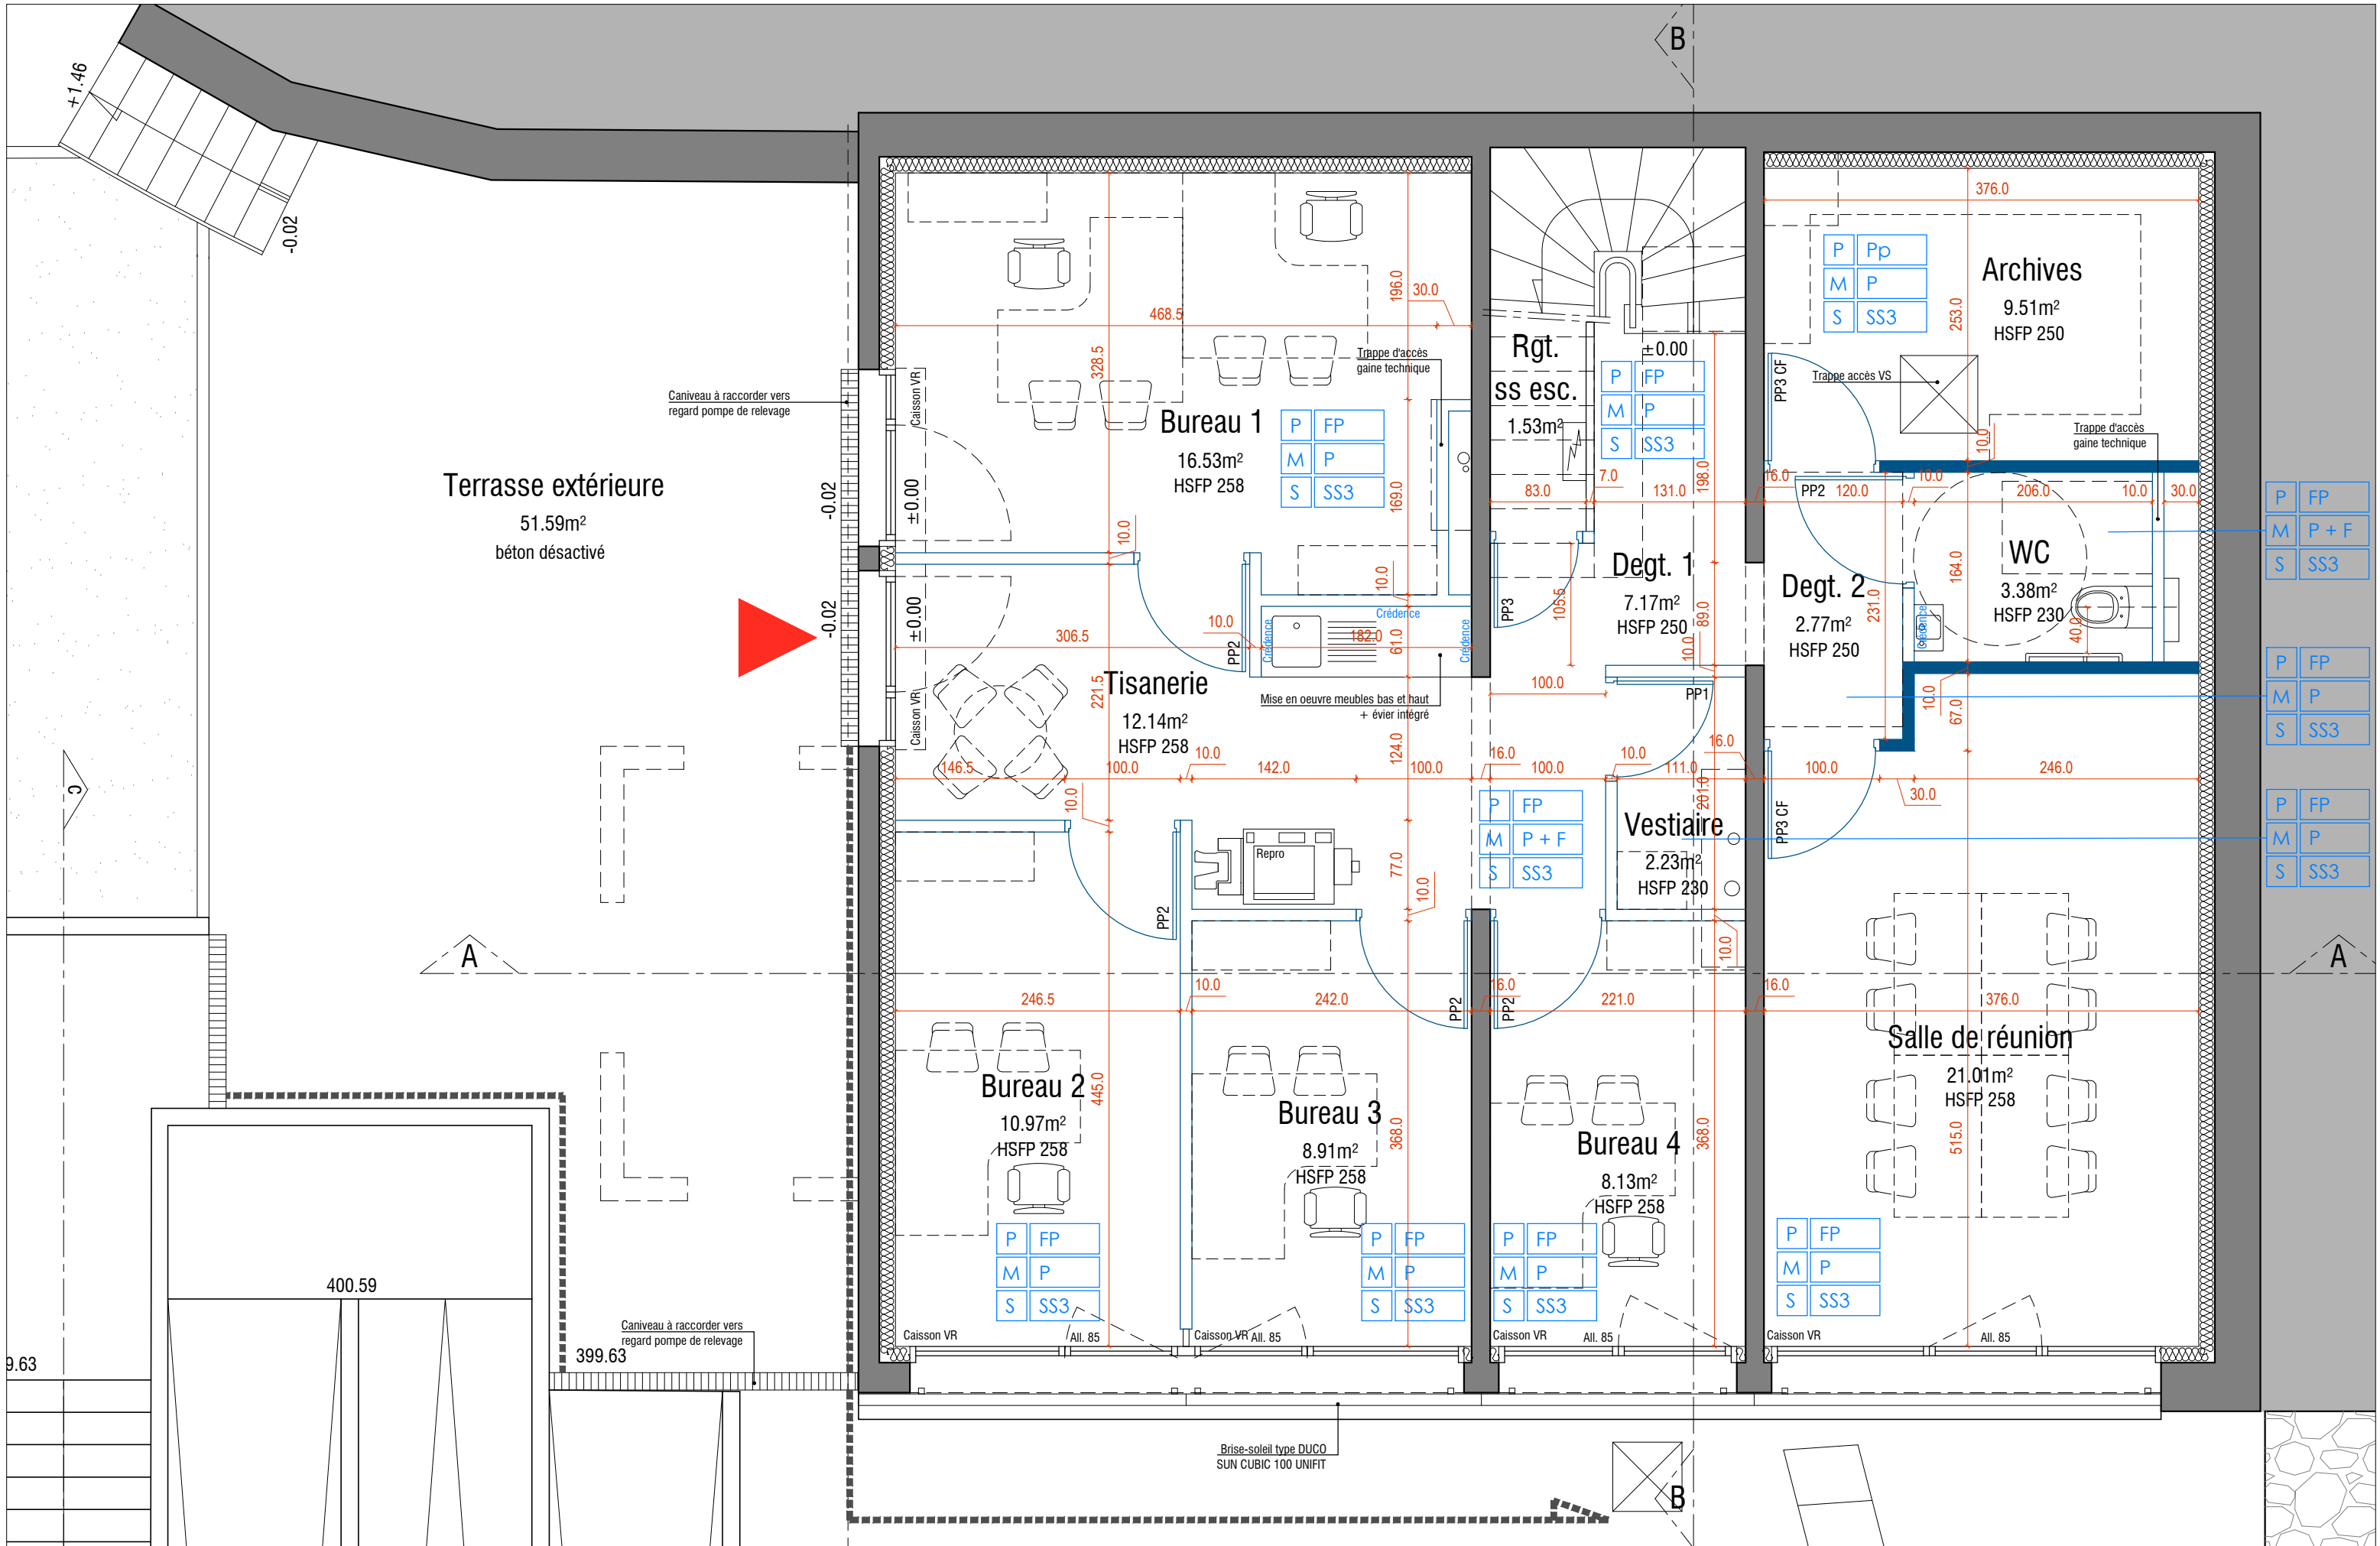 +1.46
-0.02
B
376.0
Archives
9.51m²
HSFP 250
P Pp
M P
S SS3
253.0
196.0
30.0
468.5
328.5
Trappe d'accès
gaine technique
Rgt.
ss esc.
1.53m²
±0.00
P FP
M P
S SS3
PP3 CF
Trappe accès VS
Trappe d'accès
gaine technique
10.0
Caniveau à raccorder vers
regard pompe de relevage
Caisson VR
Bureau 1
16.53m²
HSFP 258
P FP
M P
S SS3
169.0
Terrasse extérieure
51.59m²
béton désactivé
-0.02
±0.00
10.0
83.0
7.0
131.0
198.0
16.0
PP2
120.0
10.0
206.0
10.0
30.0
P FP
M P + F
S SS3
WC
3.38m²
HSFP 230
164.0
40.0
Crédence
Degt. 1
7.17m²
HSFP 250
Degt. 2
2.77m²
HSFP 250
231.0
PP3
105.5
89.0
10.0
-0.02
±0.00
306.5
10.0
PP2
10.0
Crédence
Crédence
Crédence
182.0
61.0
Tisanerie
12.14m²
HSFP 258
221.5
Caisson VR
Mise en oeuvre meubles bas et haut
+ évier intégré
100.0
PP1
10.0
67.0
P FP
M P
S SS3
C
146.5
100.0
10.0
142.0
124.0
100.0
16.0
100.0
10.0
111.0
16.0
100.0
30.0
246.0
10.0
201.0
P FP
M P + F
S SS3
Vestiaire
2.23m²
HSFP 230
PP3 CF
P FP
M P
S SS3
Repro
77.0
10.0
PP2
10.0
A
A
246.5
10.0
242.0
PP2
16.0
PP2
221.0
16.0
376.0
Salle de réunion
21.01m²
HSFP 258
515.0
Bureau 2
10.97m²
HSFP 258
445.0
Bureau 3
8.91m²
HSFP 258
368.0
Bureau 4
8.13m²
HSFP 258
368.0
P FP
M P
S SS3
P FP
M P
S SS3
P FP
M P
S SS3
P FP
M P
S SS3
400.59
Caniveau à raccorder vers
regard pompe de relevage
399.63
9.63
Caisson VR
All. 85
Caisson VR
All. 85
Caisson VR
All. 85
Caisson VR
All. 85
Brise-soleil type DUCO
SUN CUBIC 100 UNIFIT
B